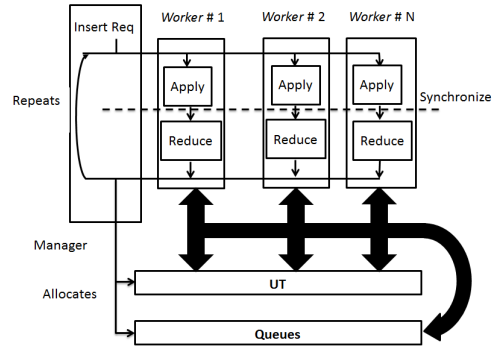 Insert Req
Worker # 1
Worker # 2
Worker # N
Repeats
Apply
Apply
Apply
Synchronize
Reduce
Reduce
Reduce
Manager
Allocates
UT
Queues